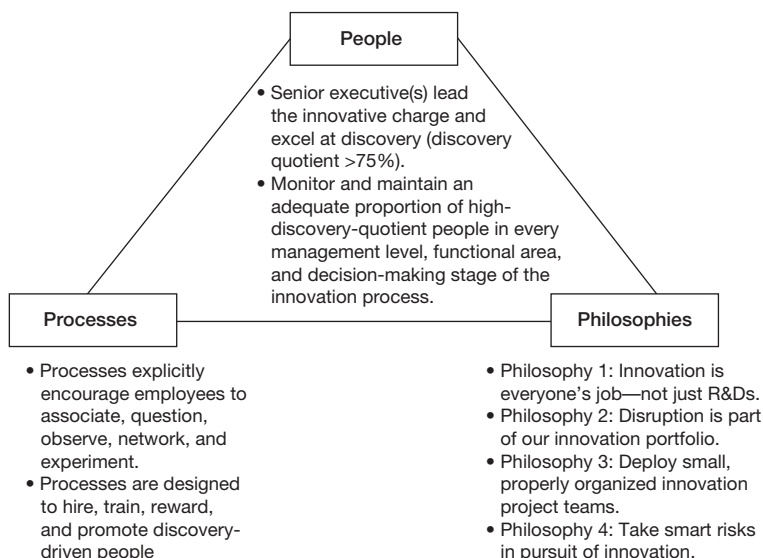 People
• Senior executive(s) lead
the innovative charge and
excel at discovery (discovery
quotient >75%).
• Monitor and maintain an
adequate proportion of high-
discovery-quotient people in every
management level, functional area,
and decision-making stage of the
innovation process.
Processes
• Processes explicitly
encourage employees to
associate, question,
observe, network, and
experiment.
• Processes are designed
to hire, train, reward,
and promote discovery-
driven people
Philosophies
• Philosophy 1: Innovation is
everyone’s job—not just R&Ds.
• Philosophy 2: Disruption is part
of our innovation portfolio.
• Philosophy 3: Deploy small,
properly organized innovation
project teams.
• Philosophy 4: Take smart risks
in pursuit of innovation.